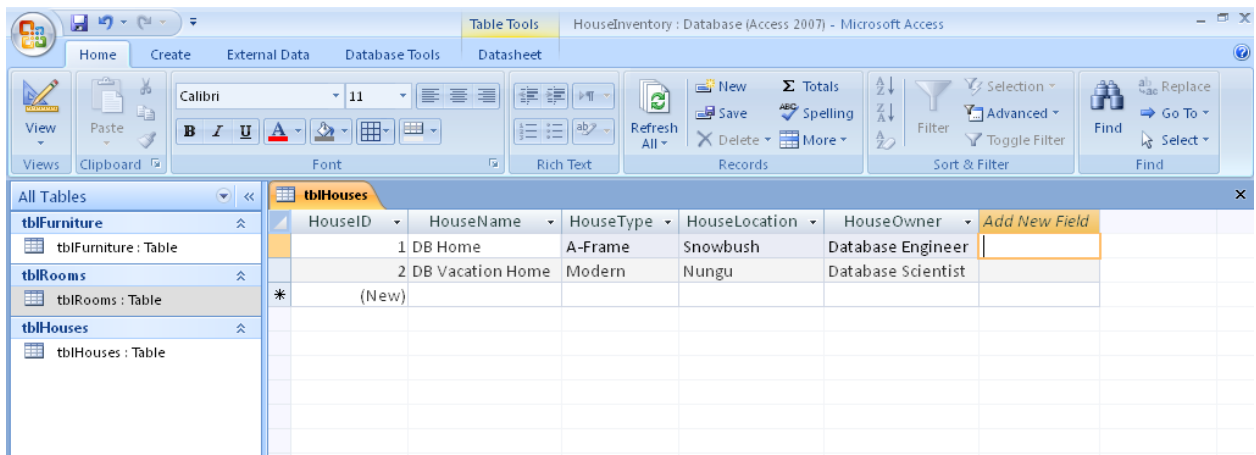 Table Tools HouseInventory : Database (Access 2007) - Microsoft Access
Home Create External Data Database Tools Datasheet
View
Views
Paste
Clipboard
Calibri 11
B I U A
Font
ab
Rich Text
Refresh All
New Σ Totals
Save ABC Spelling
Delete More
Records
Filter
Selection
Advanced
Toggle Filter
Sort & Filter
Find
Replace
Go To
Select
Find
All Tables
tblFurniture
tblFurniture : Table
tblRooms
tblRooms : Table
tblHouses
tblHouses : Table
tblHouses
HouseID HouseName HouseType HouseLocation HouseOwner Add New Field
1 DB Home A-Frame Snowbush Database Engineer
2 DB Vacation Home Modern Nungu Database Scientist
(New)